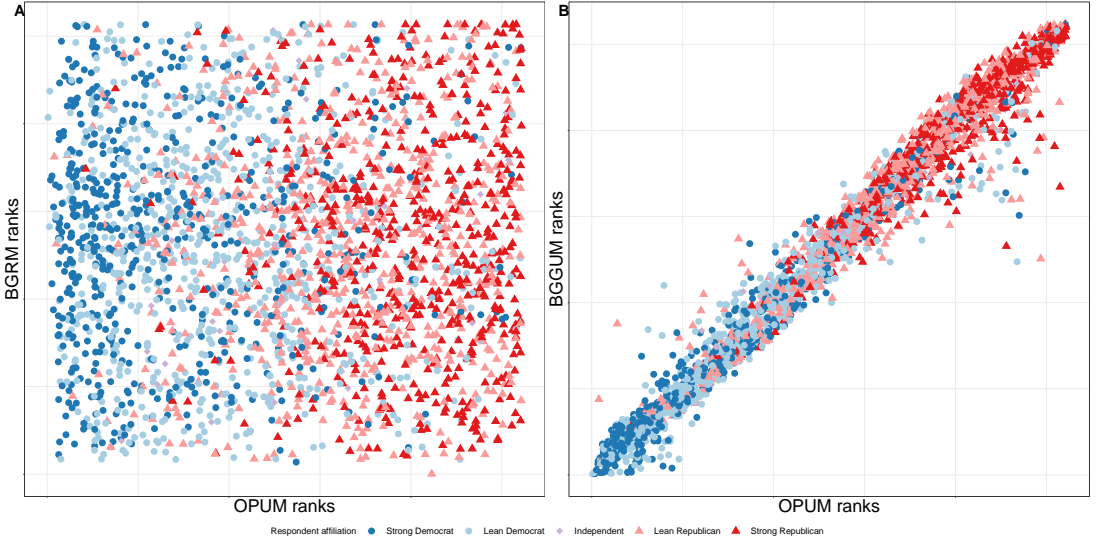 A
B
BGRM ranks
BGGUM ranks
OPUM ranks
OPUM ranks
Respondent affiliation Strong Democrat Lean Democrat Independent Lean Republican Strong Republican